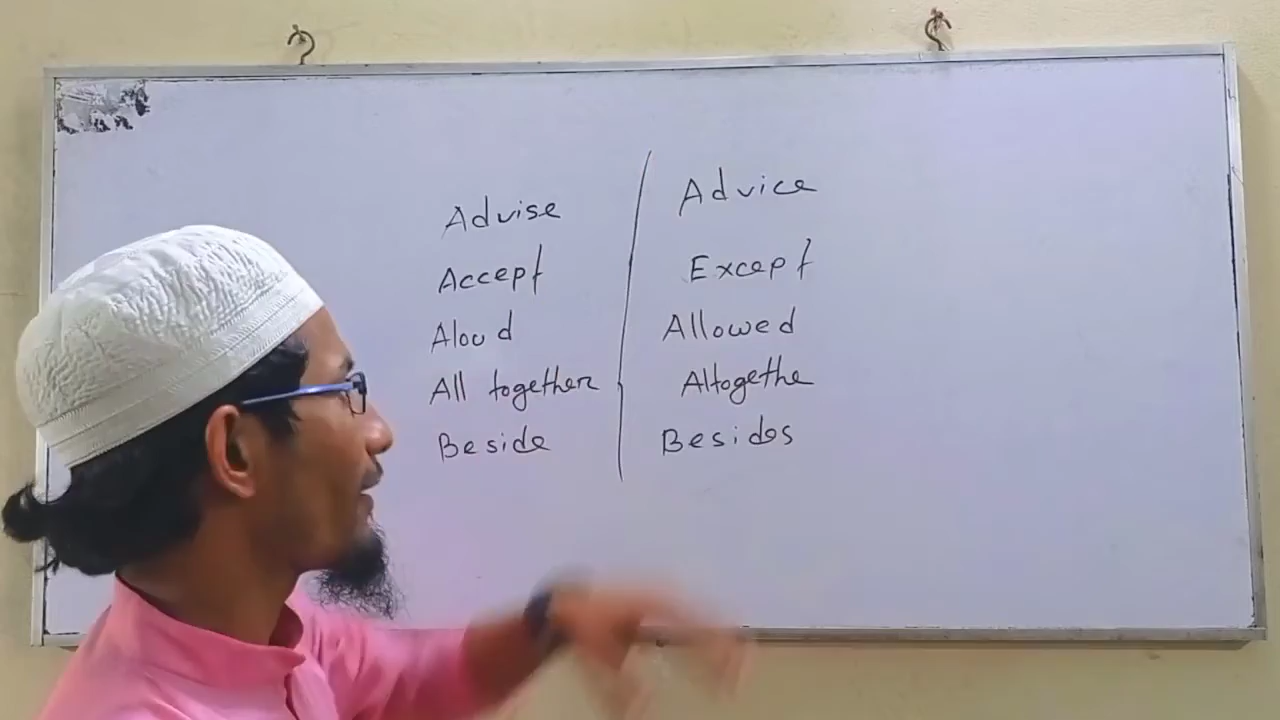 Advise Advice
Accept Except
Aloud Allowed
All together Altogethe
Beside Besides